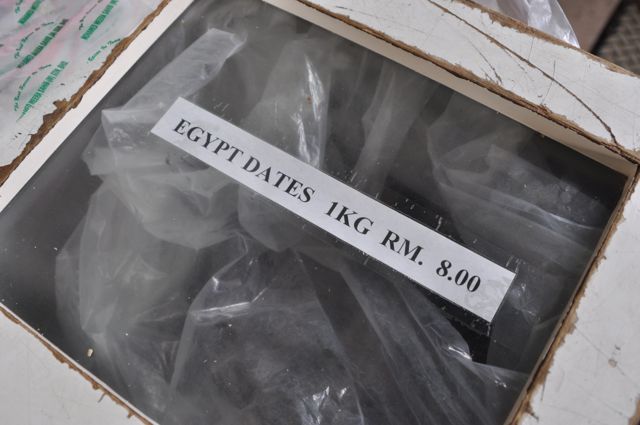 EGYPT DATES 1KG RM. 8.00